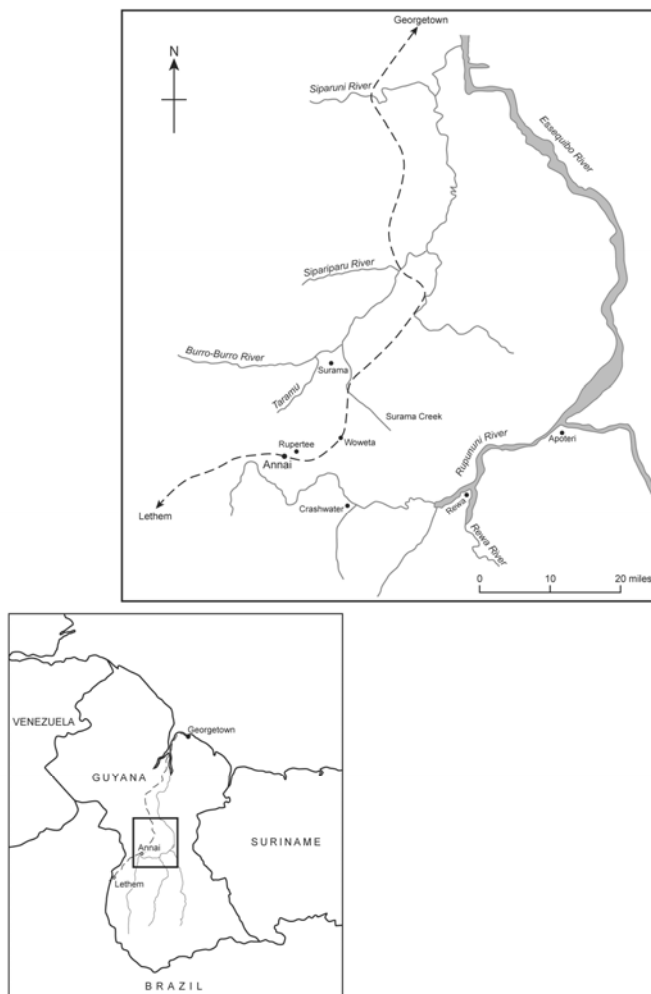 Georgetown
N
Siparuni River
Essequibo River
Sipariparu River
Burro-Burro River
Surama
Taramu
Surama Creek
Rupertee
Woweta
Annai
Rupununi River
Apoteri
Lethem
Crashwater
Rewa
Rewa River
0 10 20 miles
VENEZUELA
Georgetown
GUYANA
SURINAME
Annai
Lethem
BRAZIL